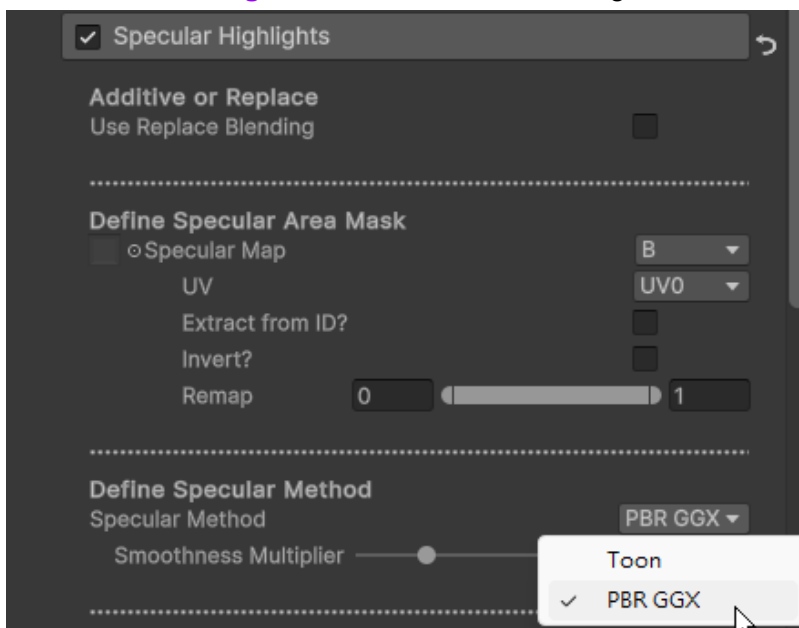 Specular Highlights
Additive or Replace
Use Replace Blending
Define Specular Area Mask
Specular Map B
UV UV0
Extract from ID?
Invert?
Remap 0 1
Define Specular Method
Specular Method PBR GGX
Smoothness Multiplier
Toon
PBR GGX